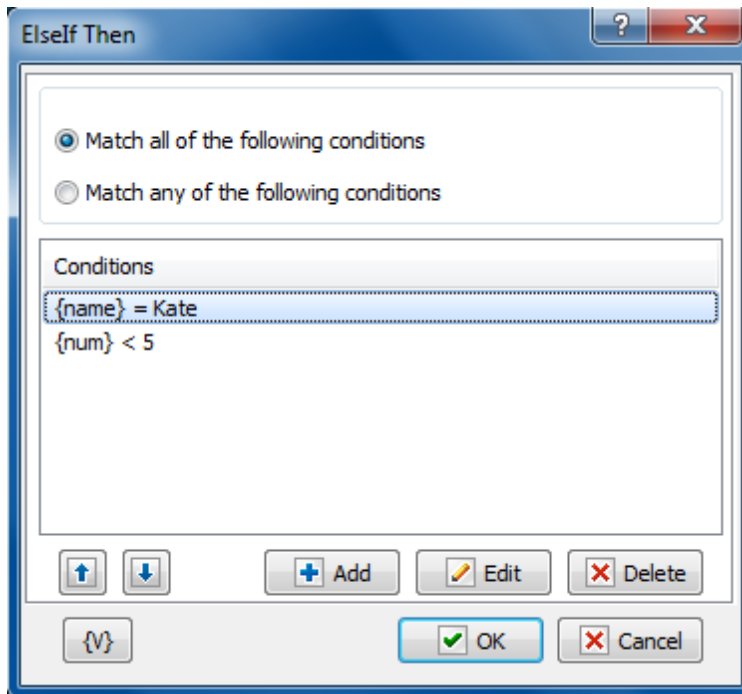 ElseIf Then
?
Match all of the following conditions
Match any of the following conditions
Conditions
{name} = Kate
{num} < 5
Add Edit Delete
{V} OK Cancel